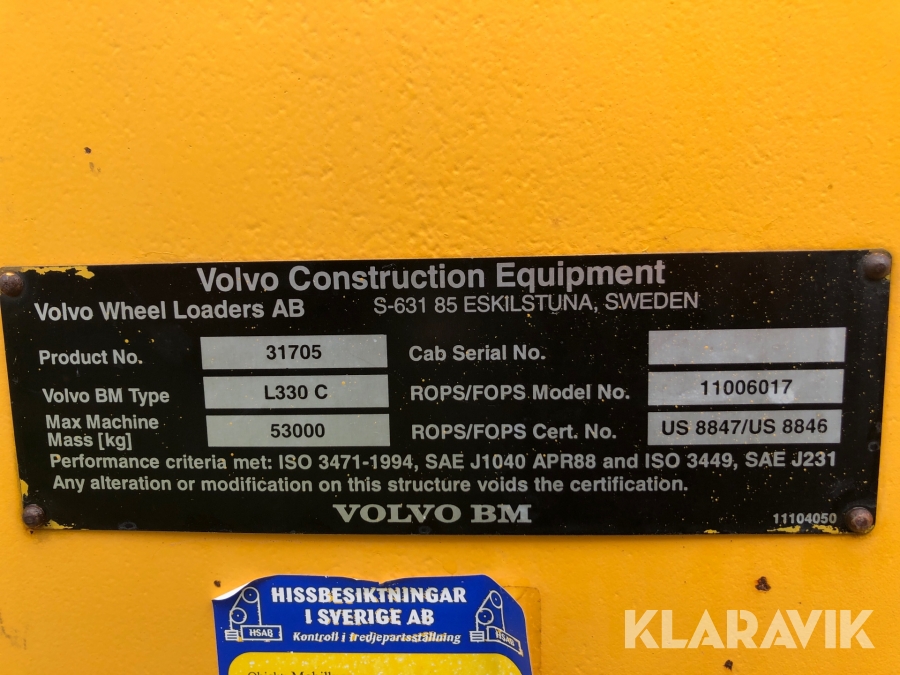 Volvo Construction Equipment
Volvo Wheel Loaders AB S-631 85 ESKILSTUNA, SWEDEN
Product No. 31705 Cab Serial No.
Volvo BM Type L330 C ROPS/FOPS Model No. 11006017
Max Machine
Mass [kg] 53000 ROPS/FOPS Cert. No. US 8847/US 8846
Performance criteria met: ISO 3471-1994, SAE J1040 APR88 and ISO 3449, SAE J231
Any alteration or modification on this structure voids the certification.
VOLVO BM 11104050
HISSBESIKTNINGAR
I SVERIGE AB
Kontroll i tredjepartsställning
HSAB HSAB
KLARAVIK